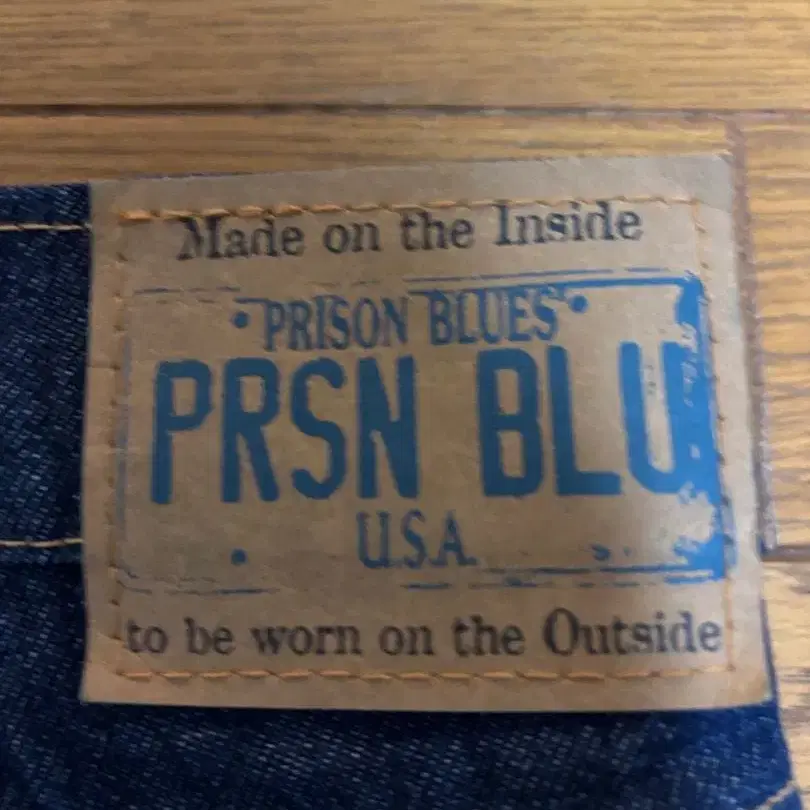 Made on the Inside
PRISON BLUES
PRSN BLU
U.S.A.
to be worn on the Outside